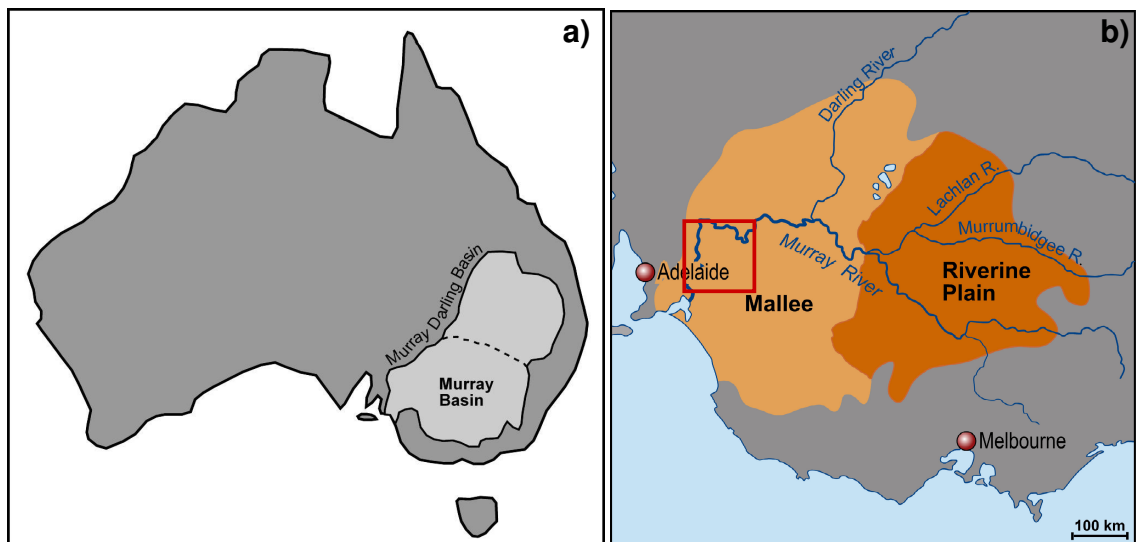 a)
Murray Darling Basin
Murray
Basin
b)
Darling River
Lachlan R.
Murrumbidgee R.
Murray River
Adelaide
Riverine
Plain
Mallee
Melbourne
100 km